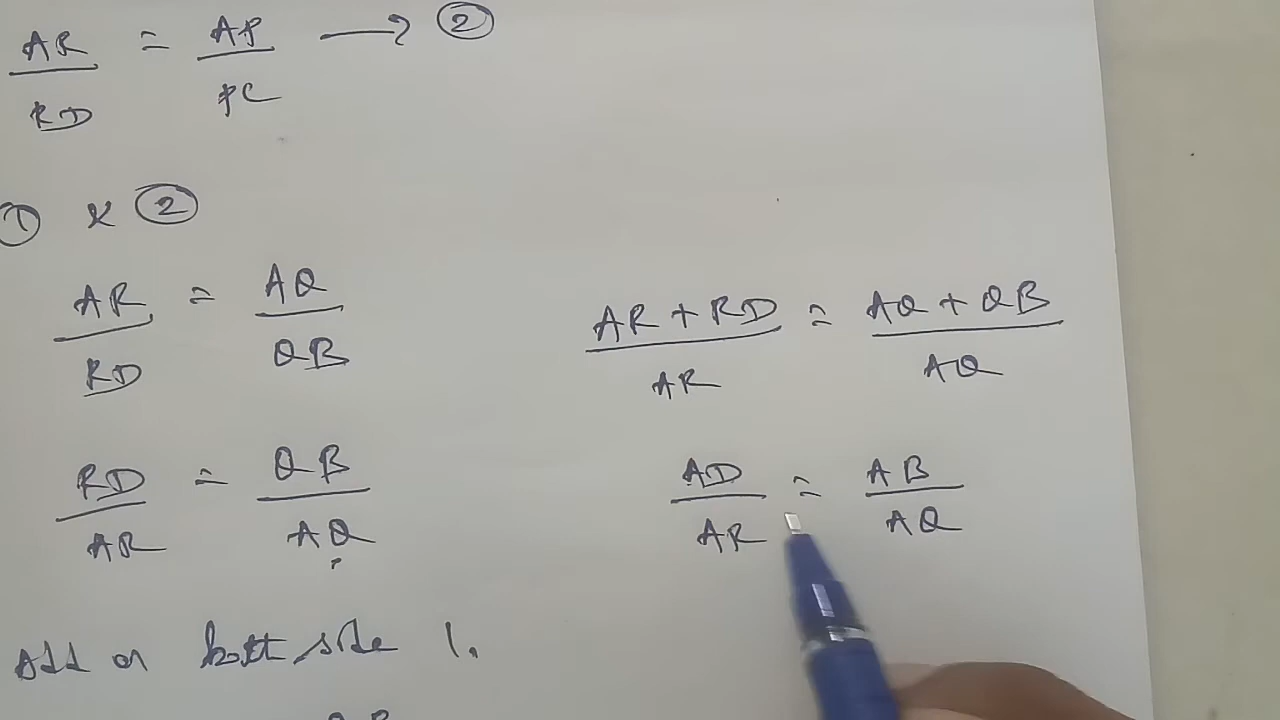 AR/RD = AP/PC → ②
① & ②
AR/RD = AQ/QB
RD/AR = QB/AQ
Add on both side 1.
AR + RD/AR = AQ + QB/AQ
AD/AR = AB/AQ